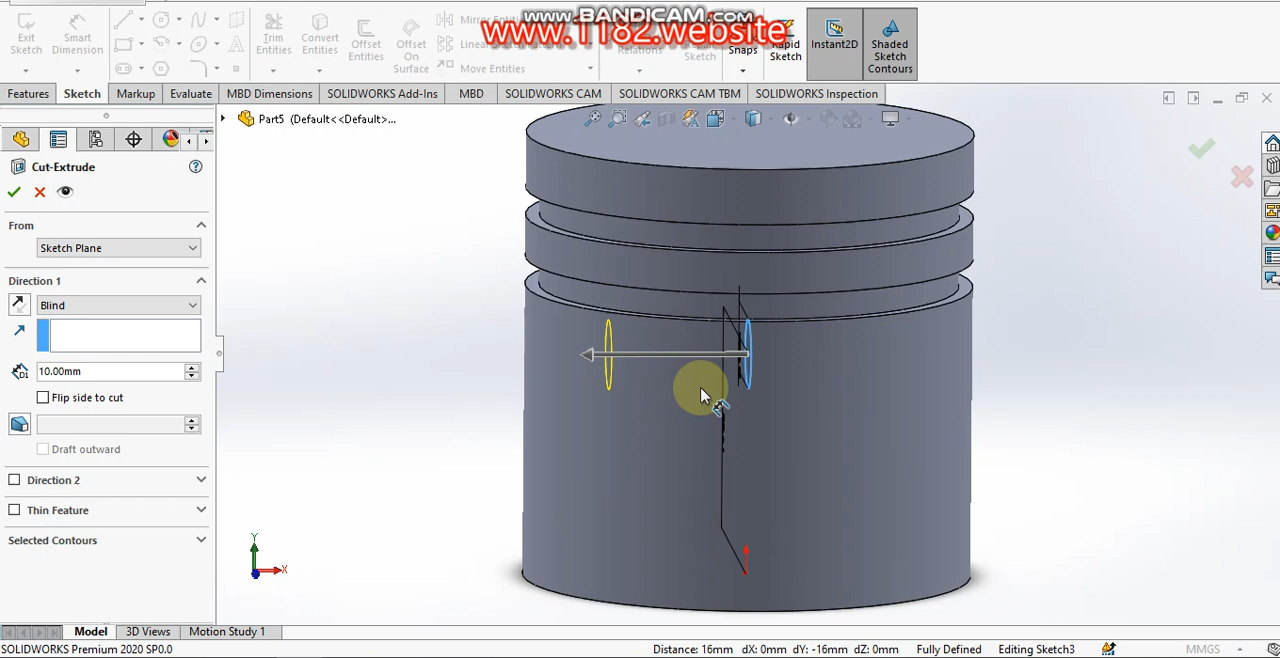 www.BANDICAM.com
www.1182.website
Exit Sketch
Smart Dimension
Trim Entities
Convert Entities
Offset Entities
Offset On Surface
Mirror Entities
Linear Sketch Pattern
Move Entities
Relations
Repair Sketch
Snaps
Rapid Sketch
Instant2D
Shaded Sketch Contours
Features
Sketch
Markup
Evaluate
MBD Dimensions
SOLIDWORKS Add-Ins
MBD
SOLIDWORKS CAM
SOLIDWORKS CAM TBM
SOLIDWORKS Inspection
Part5 (Default<<Default>...
Cut-Extrude
From
Sketch Plane
Direction 1
Blind
D1
10.00mm
Flip side to cut
Draft outward
Direction 2
Thin Feature
Selected Contours
Y
X
Model
3D Views
Motion Study 1
SOLIDWORKS Premium 2020 SP0.0
Distance: 16mm dX: 0mm dY: -16mm dZ: 0mm
Fully Defined
Editing Sketch3
MMGS